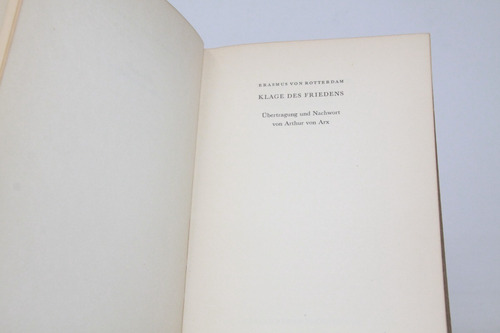 ERASMUS VON ROTTERDAM
KLAGE DES FRIEDENS
Übertragung und Nachwort
von Arthur von Arx